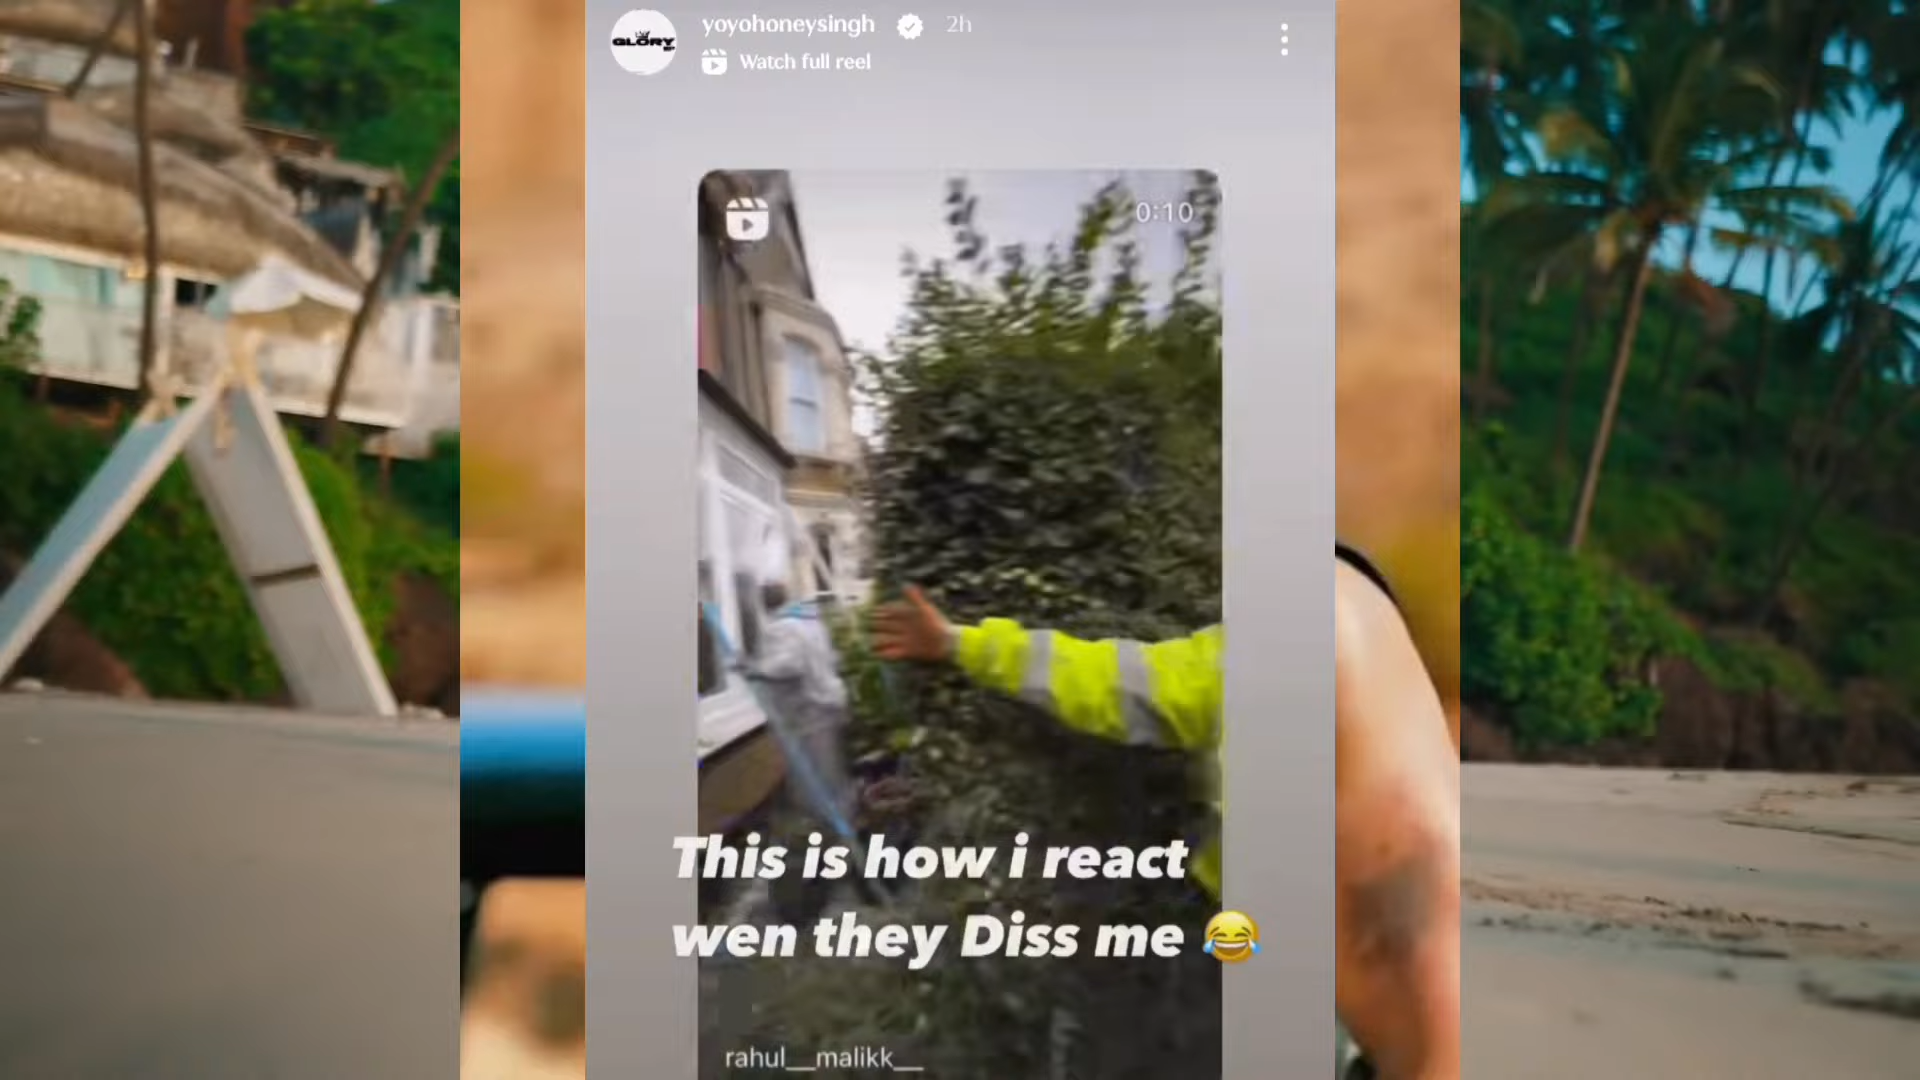 GLORY
yoyohoneysingh 2h
Watch full reel
0:10
This is how i react
wen they Diss me 😂
rahul__malikk__